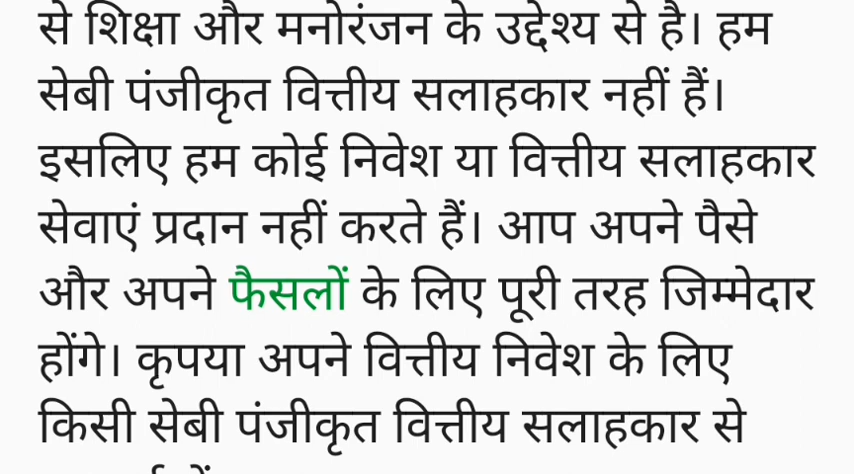 से शिक्षा और मनोरंजन के उद्देश्य से है। हम
सेबी पंजीकृत वित्तीय सलाहकार नहीं हैं।
इसलिए हम कोई निवेश या वित्तीय सलाहकार
सेवाएं प्रदान नहीं करते हैं। आप अपने पैसे
और अपने फैसलों के लिए पूरी तरह जिम्मेदार
होंगे। कृपया अपने वित्तीय निवेश के लिए
किसी सेबी पंजीकृत वित्तीय सलाहकार से